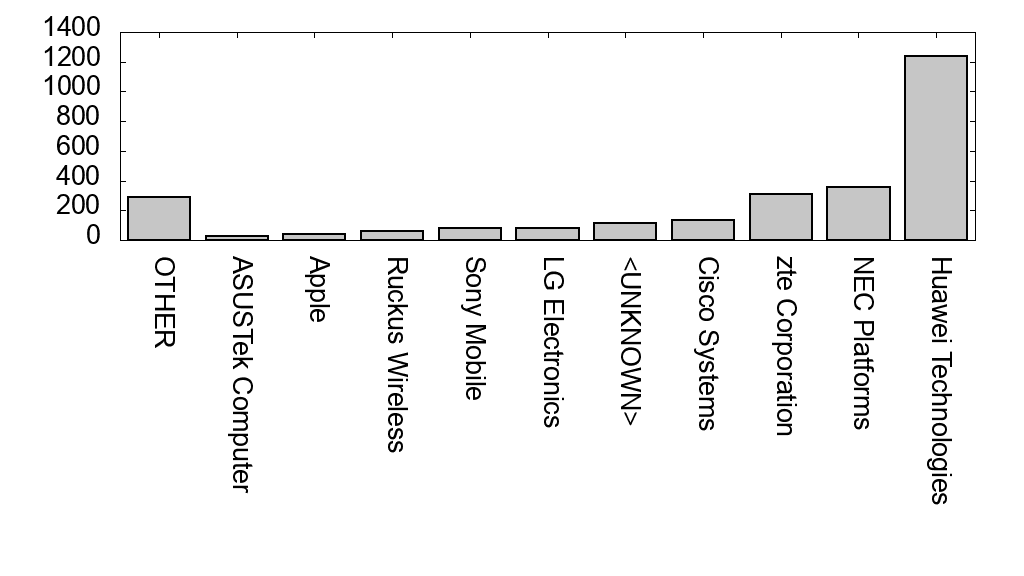 1400
1200
1000
800
600
400
200
0
OTHER
ASUSTek Computer
Apple
Ruckus Wireless
Sony Mobile
LG Electronics
<UNKNOWN>
Cisco Systems
zte Corporation
NEC Platforms
Huawei Technologies